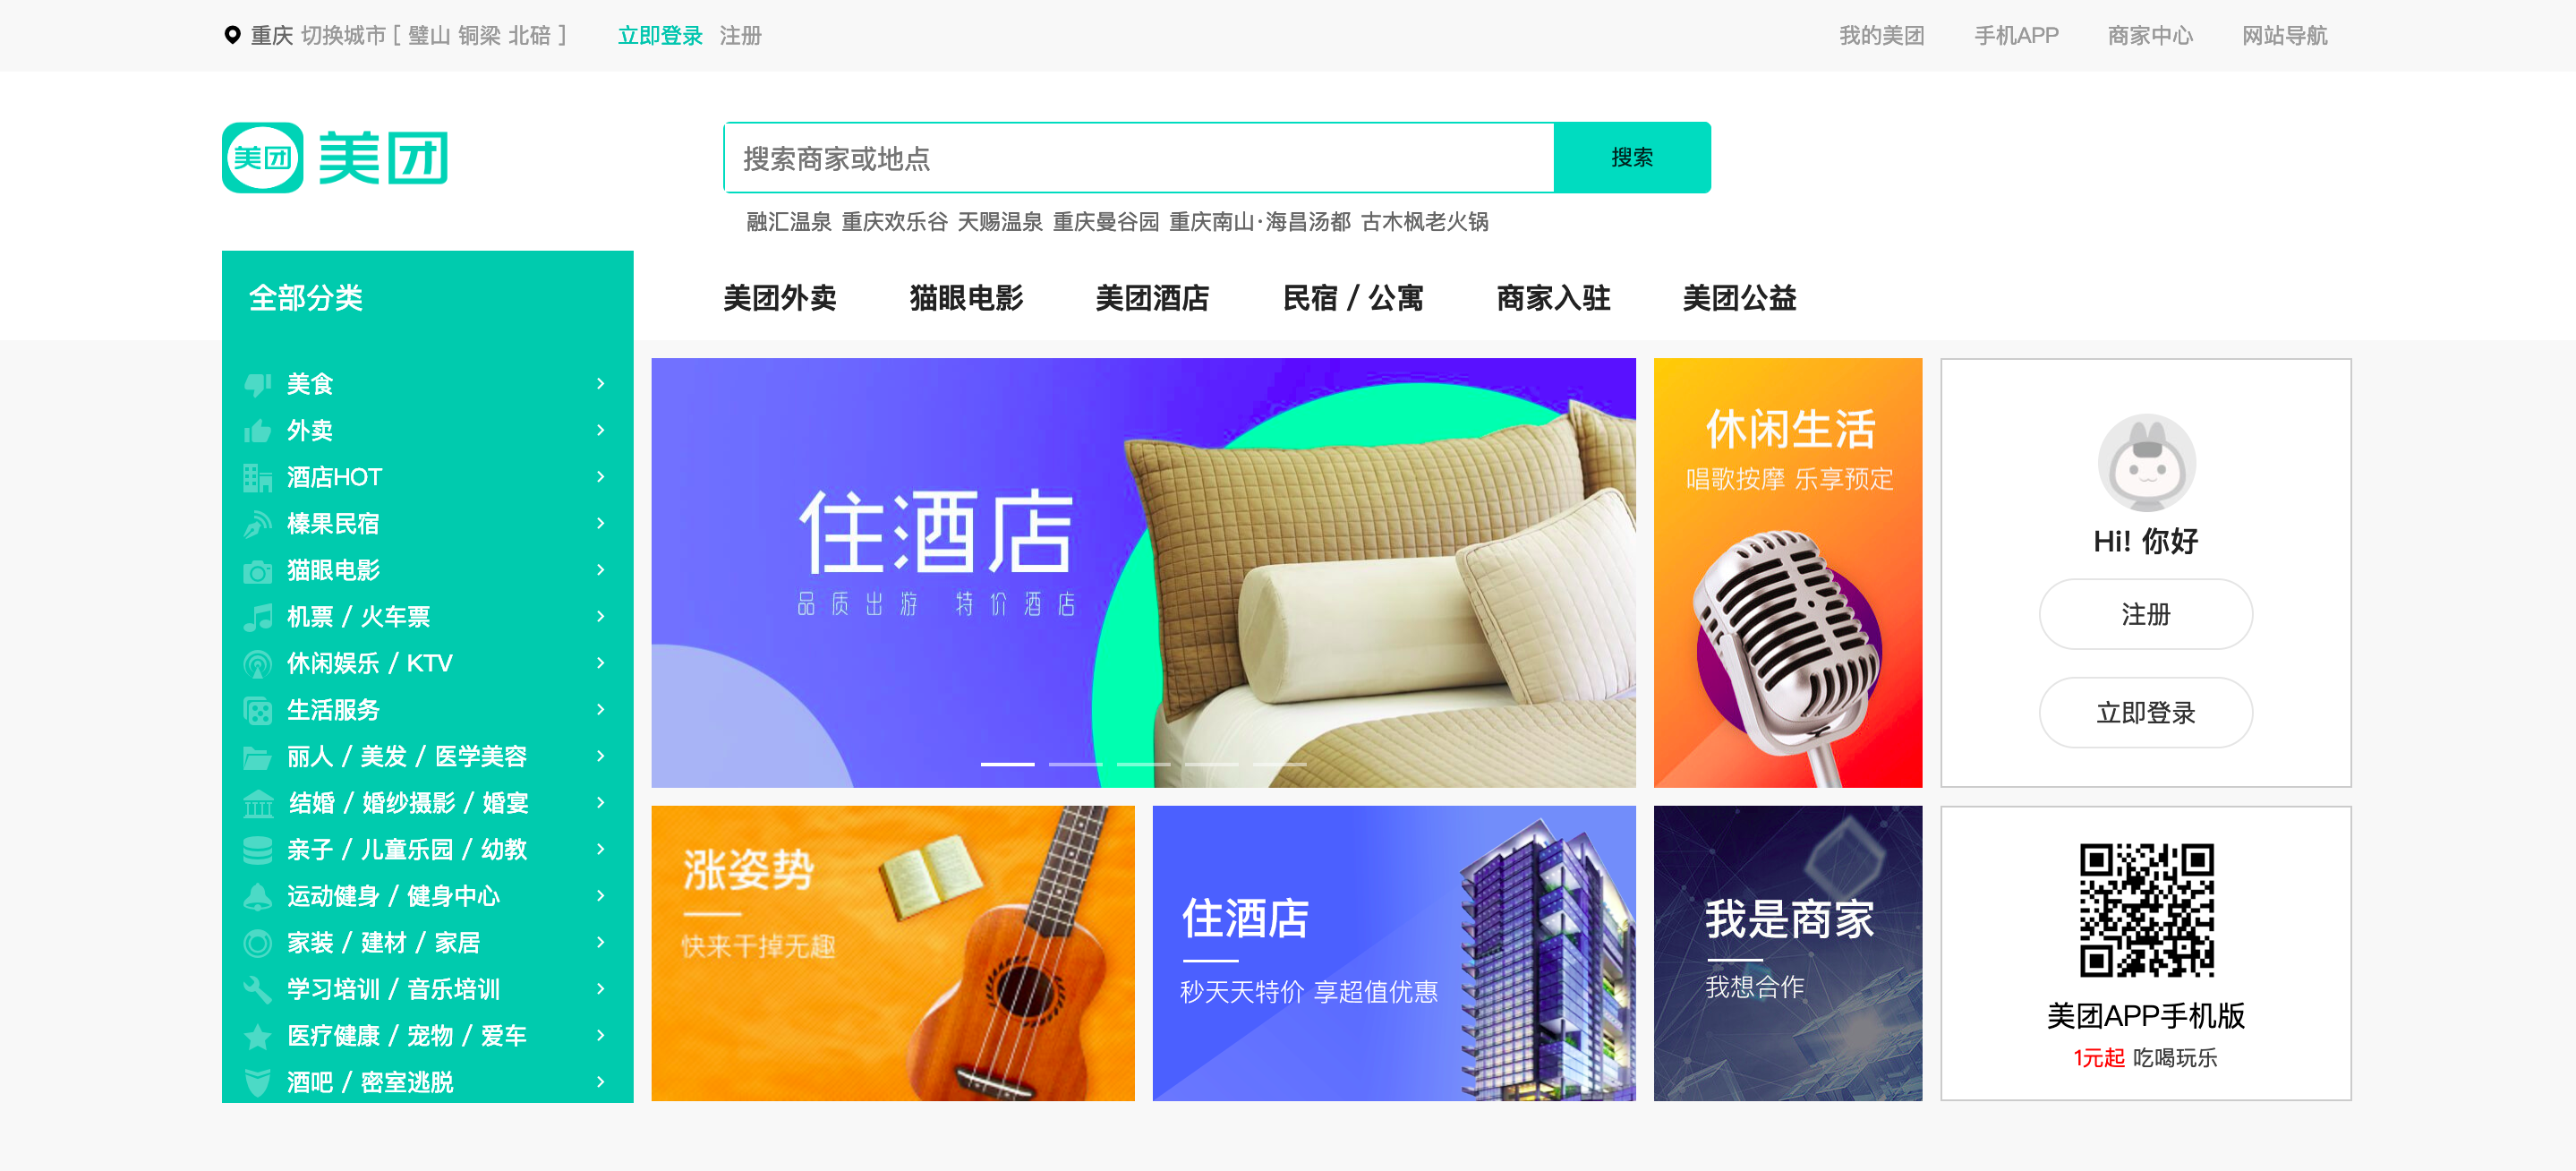 重庆 切换城市 [ 璧山 铜梁 北碚 ] 立即登录 注册 我的美团 手机APP 商家中心 网站导航
美团 美团
搜索商家或地点 搜索
融汇温泉 重庆欢乐谷 天赐温泉 重庆曼谷园 重庆南山·海昌汤都 古木枫老火锅
全部分类
美团外卖 猫眼电影 美团酒店 民宿 / 公寓 商家入驻 美团公益
美食
外卖
酒店HOT
榛果民宿
猫眼电影
机票 / 火车票
休闲娱乐 / KTV
生活服务
丽人 / 美发 / 医学美容
结婚 / 婚纱摄影 / 婚宴
亲子 / 儿童乐园 / 幼教
运动健身 / 健身中心
家装 / 建材 / 家居
学习培训 / 音乐培训
医疗健康 / 宠物 / 爱车
酒吧 / 密室逃脱
住酒店
品质出游 特价酒店
休闲生活
唱歌按摩 乐享预定
Hi! 你好
注册
立即登录
涨姿势
快来干掉无趣
住酒店
秒天天特价 享超值优惠
我是商家
我想合作
美团APP手机版
1元起 吃喝玩乐